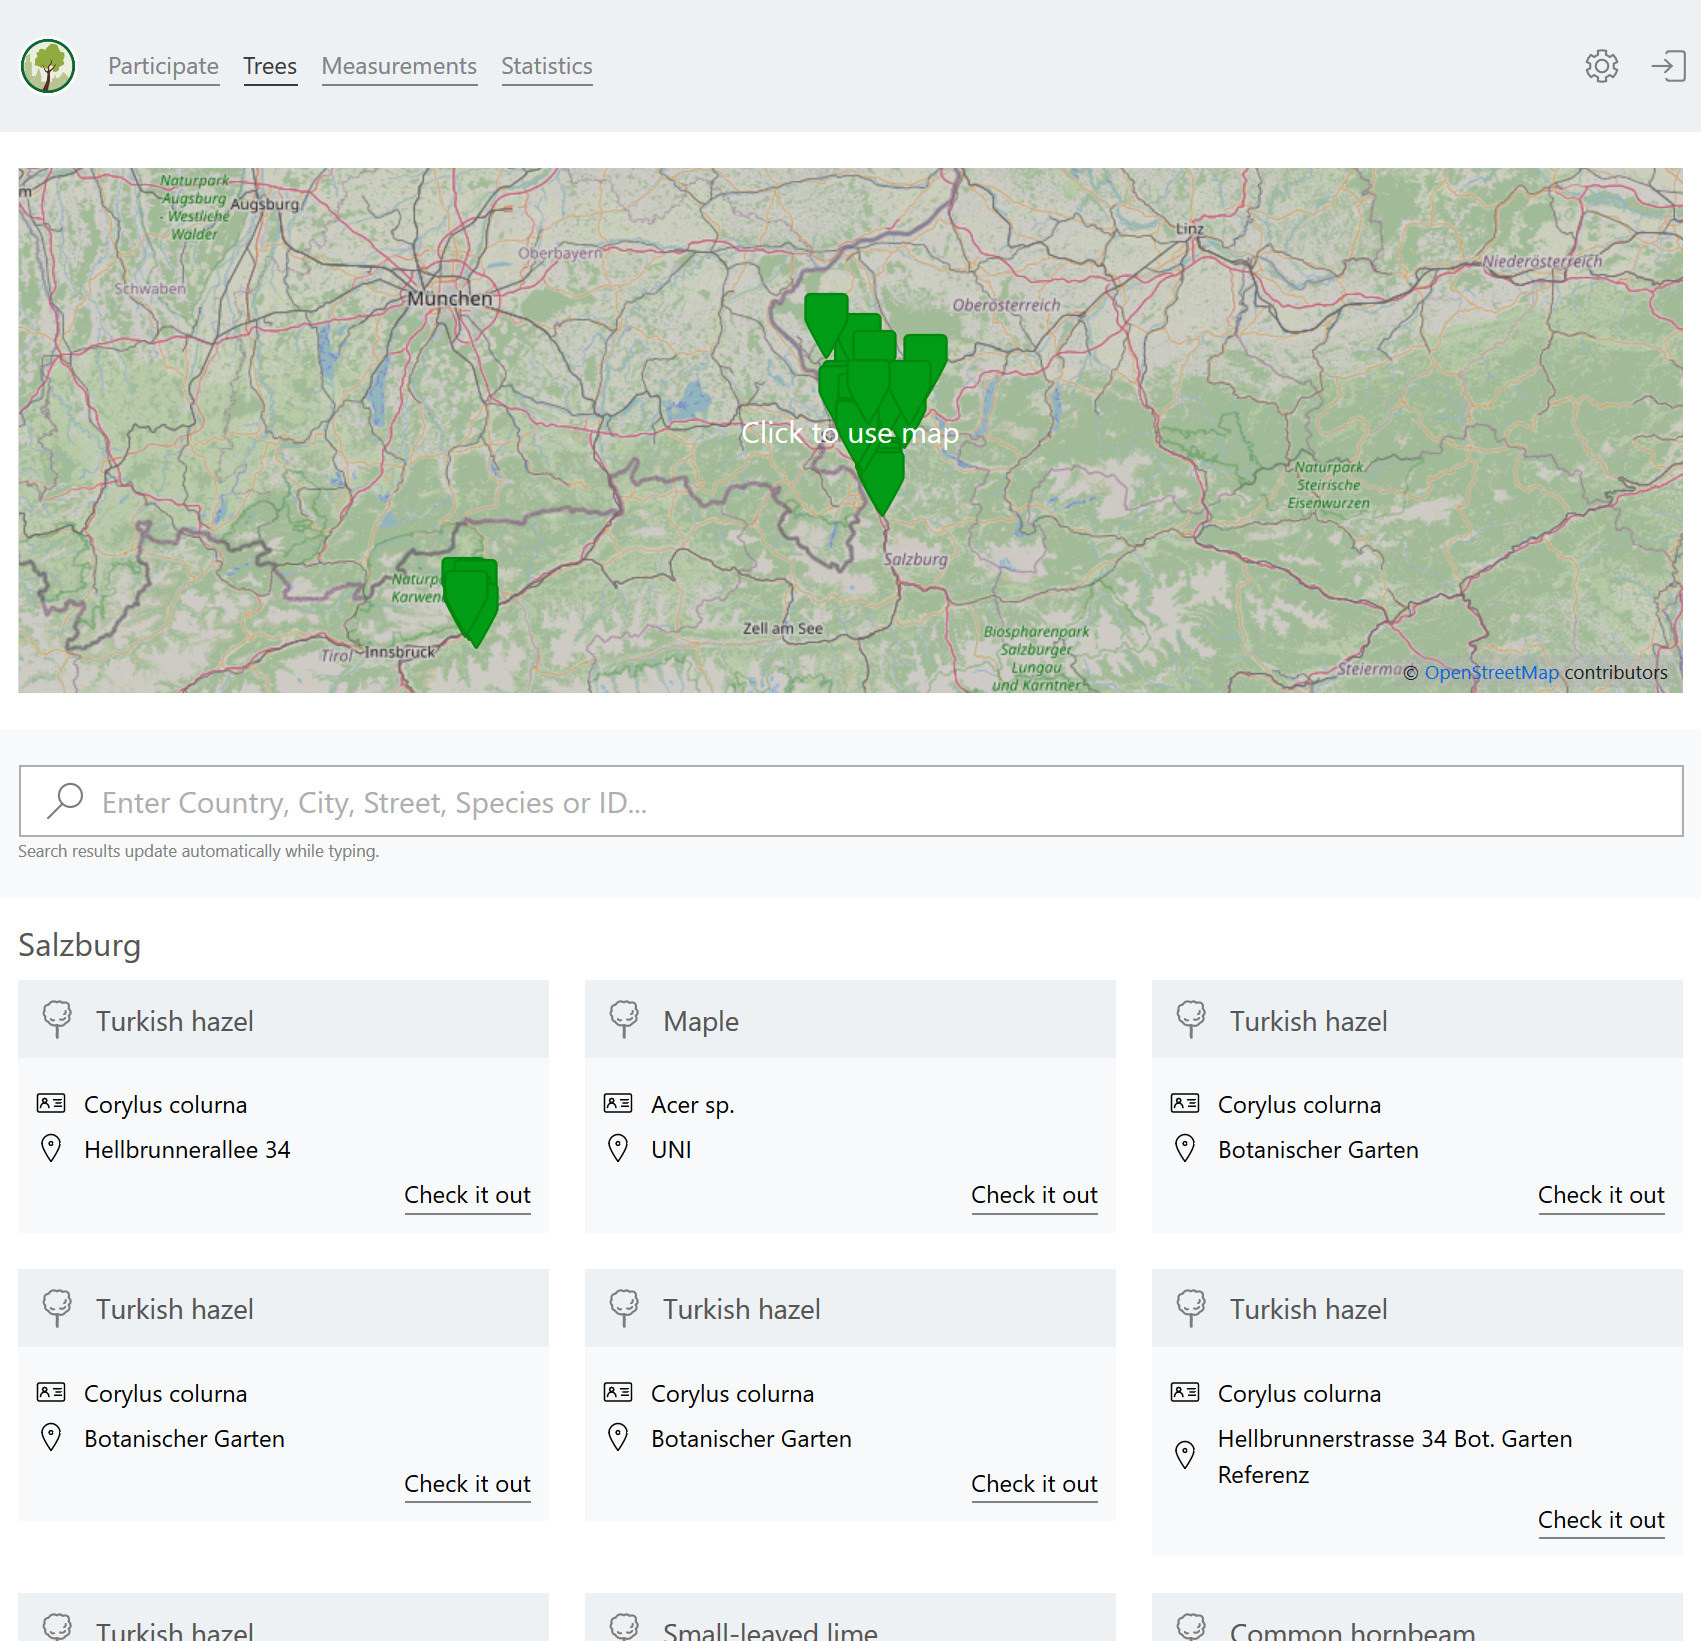 Participate Trees Measurements Statistics
m
Naturpark
Augsburg
- Westliche
Wälder
Augsburg
Linz
Oberbayern
Niederösterreich
Schwaben
München
Oberösterreich
Click to use map
Naturpark
Steirische
Eisenwurzen
Salzburg
Naturp
Karwen
Zell am See
Biospharenpark
Salzburger
Lungau
und Kärntner
Tirol
Innsbruck
Steierma
© OpenStreetMap contributors
Enter Country, City, Street, Species or ID...
Search results update automatically while typing.
Salzburg
Turkish hazel
Corylus colurna
Hellbrunnerallee 34
Check it out
Maple
Acer sp.
UNI
Check it out
Turkish hazel
Corylus colurna
Botanischer Garten
Check it out
Turkish hazel
Corylus colurna
Botanischer Garten
Check it out
Turkish hazel
Corylus colurna
Botanischer Garten
Check it out
Turkish hazel
Corylus colurna
Hellbrunnerstrasse 34 Bot. Garten
Referenz
Check it out
Turkish hazel
Small-leaved lime
Common hornbeam